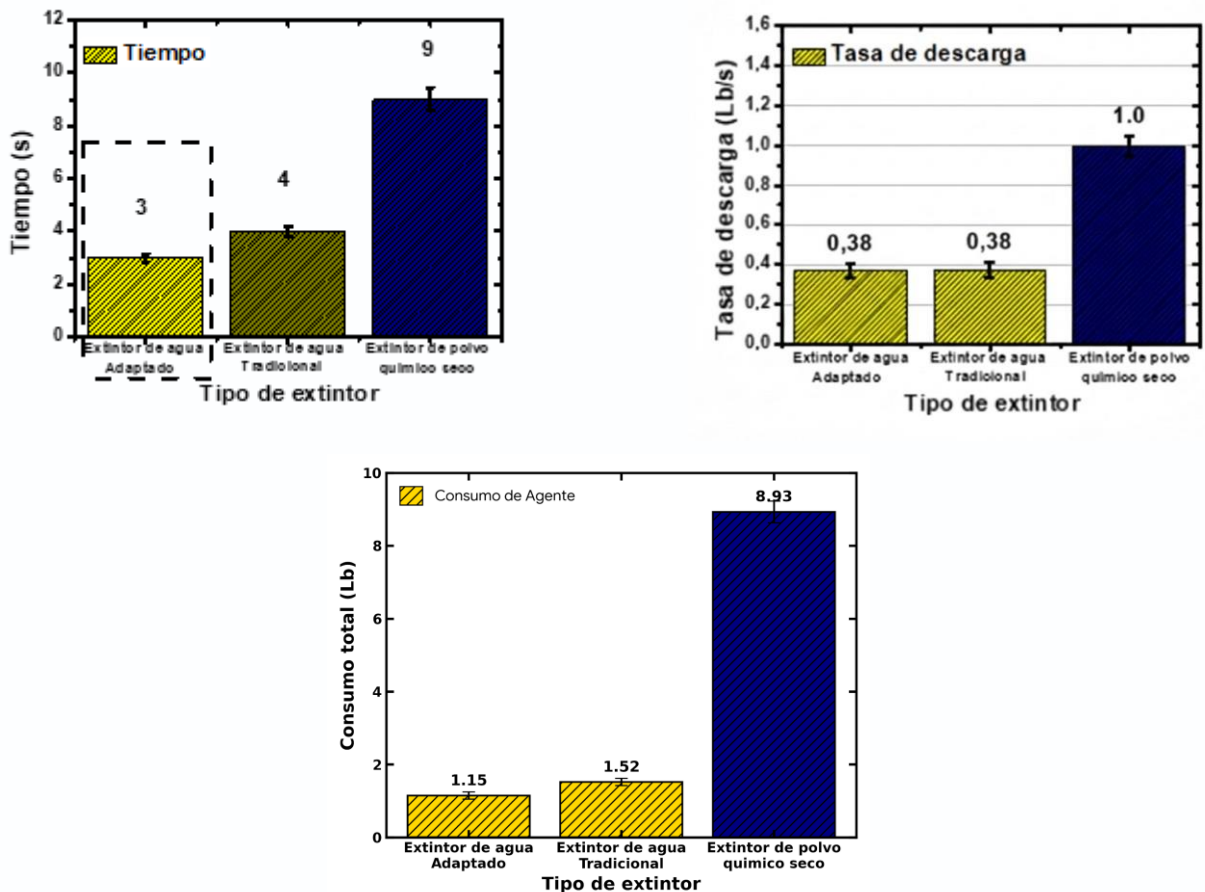 12
10
8
6
4
2
0
Tiempo (s)
Tiempo
3
4
9
Extintor de agua
Adaptado
Extintor de agua
Tradicional
Extintor de polvo
quimico seco
Tipo de extintor
1,6
1,4
1,2
1,0
0,8
0,6
0,4
0,2
0,0
Tasa de descarga (Lb/s)
Tasa de descarga
0,38
0,38
1.0
Extintor de agua
Adaptado
Extintor de agua
Tradicional
Extintor de polvo
quimico seco
Tipo de extintor
10
8
6
4
2
0
Consumo total (Lb)
Consumo de Agente
1.15
1.52
8.93
Extintor de agua
Adaptado
Extintor de agua
Tradicional
Extintor de polvo
quimico seco
Tipo de extintor